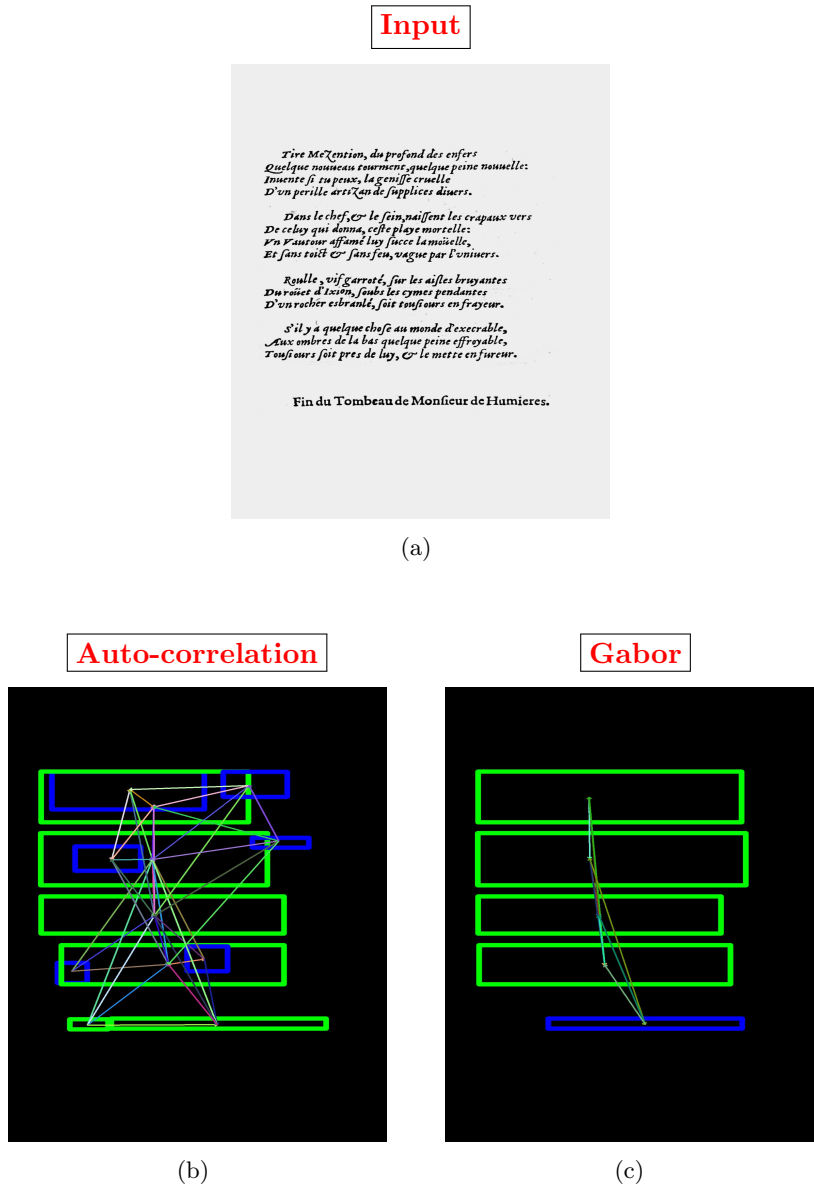 Input
Tire Meζention, du profond des enfers
Quelque nouueau tourment, quelque peine nouuelle:
Inuente ſi tu peux, la geniſſe cruelle
D'vn perille artiζan de ſupplices diuers.
Dans le chef, & le ſein, naiſſent les crapaux vers
De celuy qui donna, ceſte playe mortelle:
Vn Vautour affamé luy ſucce la moüelle,
Et ſans toict & ſans feu, vague par l'vniuers.
Roulle, vif garroté, ſur les aiſles bruyantes
Du roüet d'Ixion, ſoubs les cymes pendantes
D'vn rocher esbranlé, ſoit touſiours en frayeur.
S'il y a quelque choſe au monde d'execrable,
Aux ombres de la bas quelque peine effroyable,
Touſiours ſoit pres de luy, & le mette en fureur.
Fin du Tombeau de Monſieur de Humieres.
(a)
Auto-correlation
Gabor
(b)
(c)